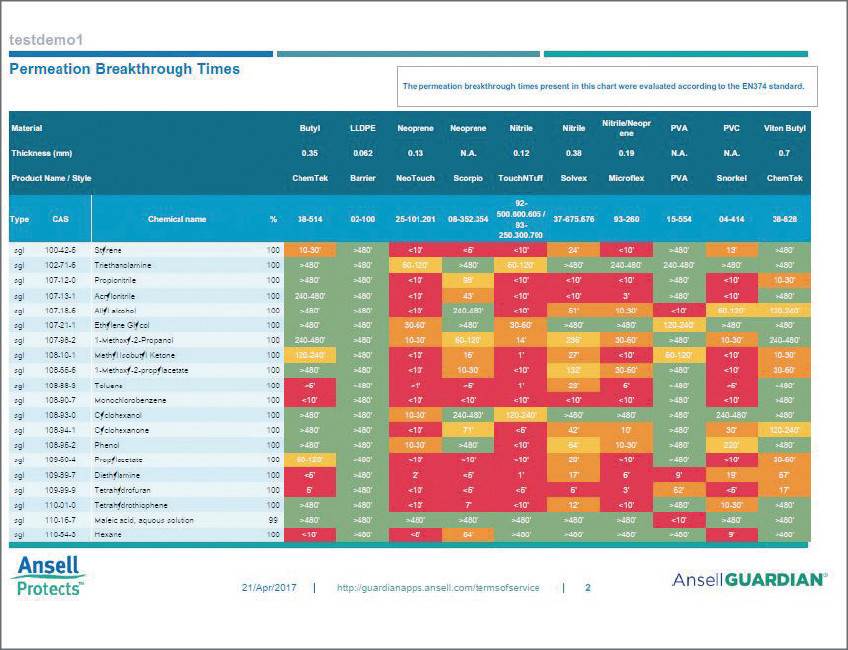 testdemo1
Permeation Breakthrough Times
The permeation breakthrough times present in this chart were evaluated according to the EN374 standard.
Material Butyl LLDPE Neoprene Neoprene Nitrile Nitrile Nitrile/Neoprene PVA PVC Viton Butyl
Thickness (mm) 0.35 0.062 0.13 N.A. 0.12 0.38 0.19 N.A. N.A. 0.7
Product Name / Style ChemTek Barrier NeoTouch Scorpio TouchNTuff Solvex Microflex PVA Snorkel ChemTek
Type CAS Chemical name % 38-514 02-100 25-101.201 08-352.354 92-500.600.605 / 93-250.300.700 37-675.676 93-260 15-554 04-414 38-628
sgl 100-42-5 Styrene 100 10-30' >480' <10' <5' <10' 24' <10' >480' 13' >480'
sgl 102-71-6 Triethanolamine 100 >480' >480' 60-120' >480' 60-120' >480' 240-480' 240-480' >480' >480'
sgl 107-12-0 Propionitrile 100 >480' >480' <10' <10' <10' <10' >480' <10' 10-30'
sgl 107-13-1 Acrylonitrile 100 240-480' >480' <10' 43' <10' <10' 3' >480' <10' >480'
sgl 107-18-6 Allyl alcohol 100 >480' >480' <10' 240-480' <10' 10-30' <10' 60-120' 120-240'
sgl 107-21-1 Ethylene Glycol 100 >480' >480' 30-60' >480' 30-60' >480' >480' 120-240' >480' >480'
sgl 107-98-2 1-Methoxy-2-Propanol 100 240-480' >480' 10-30' 60-120' 14' 30-60' >480' 10-30' 240-480'
sgl 108-10-1 Methyl Isobutyl Ketone 100 120-240' >480' <10' 1' 27' <10' 60-120' <10' 10-30'
sgl 108-65-6 1-Methoxy-2-propylacetate 100 >480' >480' <10' 10-30' <10' 132' 30-60' >480' <10' 30-60'
sgl 108-88-3 Toluene 100 <5' >480' <5' 1' 6' >480' <5' >480'
sgl 108-90-7 Monochlorobenzene 100 <10' >480' <10' <10' <10' <10' <10' >480' <10' >480'
sgl 108-93-0 Cyclohexanol 100 >480' >480' 10-30' 240-480' 120-240' >480' >480' >480' 240-480' >480'
sgl 108-94-1 Cyclohexanone 100 >480' >480' <10' 71' <5' 42' 10' >480' 30' 120-240'
sgl 108-95-2 Phenol 100 >480' >480' 10-30' >480' <10' 64' 10-30' >480' 220' >480'
sgl 109-60-4 Propylacetate 100 60-120' >480' <10' <10' <10' <10' >480' <10' 30-60'
sgl 109-89-7 Diethylamine 100 <5' >480' 2' <5' 1' 17' 6' 9' 19' 57'
sgl 109-99-9 Tetrahydrofuran 100 5' >480' <10' <5' <5' 3' <5' 17'
sgl 110-01-0 Tetrahydrothiophene 100 >480' >480' <10' 7' <10' 12' <10' >480' 10-30' >480'
sgl 110-16-7 Maleic acid, aqueous solution 99 >480' >480' >480' >480' >480' >480' >480' <10' >480' >480'
sgl 110-54-3 Hexane 100 <10' >480' >480' >480' >480' >480' 9' >480'
Ansell
Protects™
21/Apr/2017 | http://guardianapps.ansell.com/termsofservice | 2
AnsellGUARDIAN®